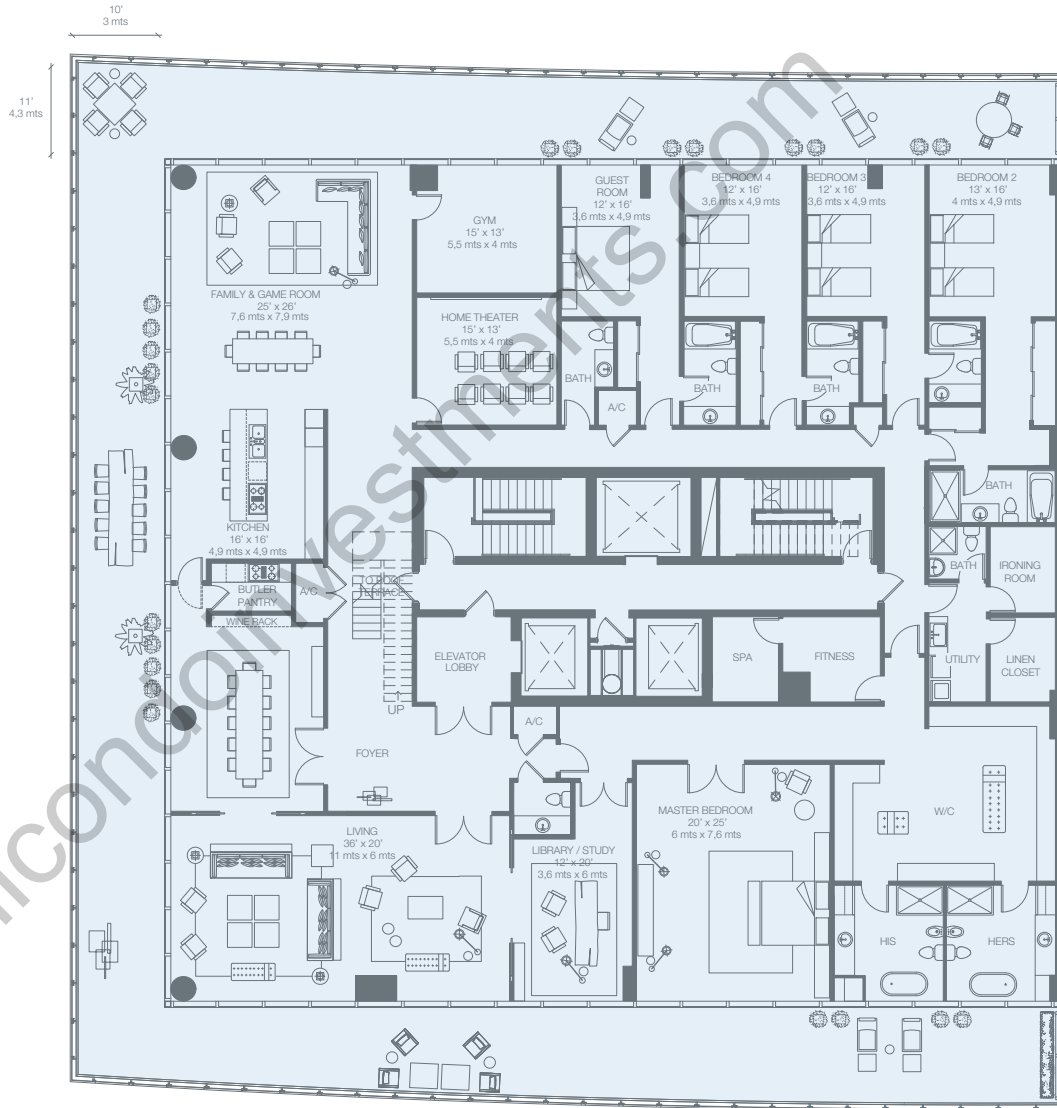 10'
3 mts
11'
4,3 mts
GUEST
ROOM
12' x 16'
3,6 mts x 4,9 mts
BEDROOM 4
12' x 16'
3,6 mts x 4,9 mts
BEDROOM 3
12' x 16'
3,6 mts x 4,9 mts
BEDROOM 2
13' x 16'
4 mts x 4,9 mts
GYM
15' x 13'
5,5 mts x 4 mts
FAMILY & GAME ROOM
25' x 26'
7,6 mts x 7,9 mts
HOME THEATER
15' x 13'
5,5 mts x 4 mts
BATH
A/C
BATH
BATH
KITCHEN
16' x 16'
4,9 mts x 4,9 mts
BATH
BUTLER
PANTRY
A/C
TO ROOF
TERRACE
BATH
IRONING
ROOM
WINE RACK
ELEVATOR
LOBBY
SPA
FITNESS
UTILITY
LINEN
CLOSET
UP
A/C
FOYER
LIVING
36' x 20'
11 mts x 6 mts
LIBRARY / STUDY
12' x 20'
3,6 mts x 6 mts
MASTER BEDROOM
20' x 25'
6 mts x 7,6 mts
W/C
HIS
HERS
icondoinvestments.com